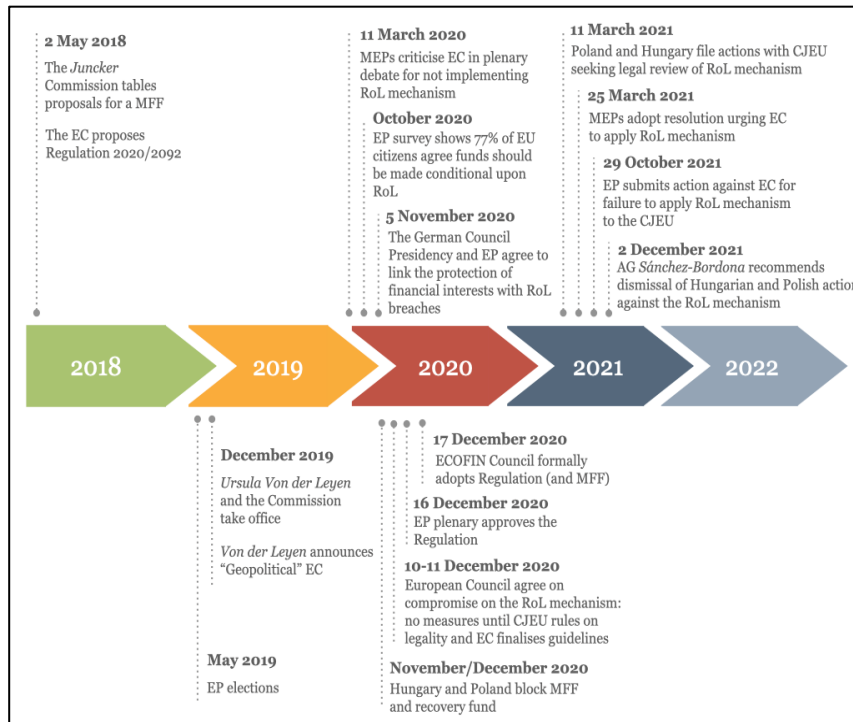 2 May 2018
The Juncker
Commission tables
proposals for a MFF
The EC proposes
Regulation 2020/2092
11 March 2020
MEPs criticise EC in plenary
debate for not implementing
RoL mechanism
October 2020
EP survey shows 77% of EU
citizens agree funds should
be made conditional upon
RoL
5 November 2020
The German Council
Presidency and EP agree to
link the protection of
financial interests with RoL
breaches
11 March 2021
Poland and Hungary file actions with CJEU
seeking legal review of RoL mechanism
25 March 2021
MEPs adopt resolution urging EC
to apply RoL mechanism
29 October 2021
EP submits action against EC for
failure to apply RoL mechanism
to the CJEU
2 December 2021
AG Sánchez-Bordona recommends
dismissal of Hungarian and Polish action
against the RoL mechanism
2018
2019
2020
2021
2022
December 2019
Ursula Von der Leyen
and the Commission
take office
Von der Leyen announces
“Geopolitical” EC
May 2019
EP elections
17 December 2020
ECOFIN Council formally
adopts Regulation (and MFF)
16 December 2020
EP plenary approves the
Regulation
10-11 December 2020
European Council agree on
compromise on the RoL mechanism:
no measures until CJEU rules on
legality and EC finalises guidelines
November/December 2020
Hungary and Poland block MFF
and recovery fund